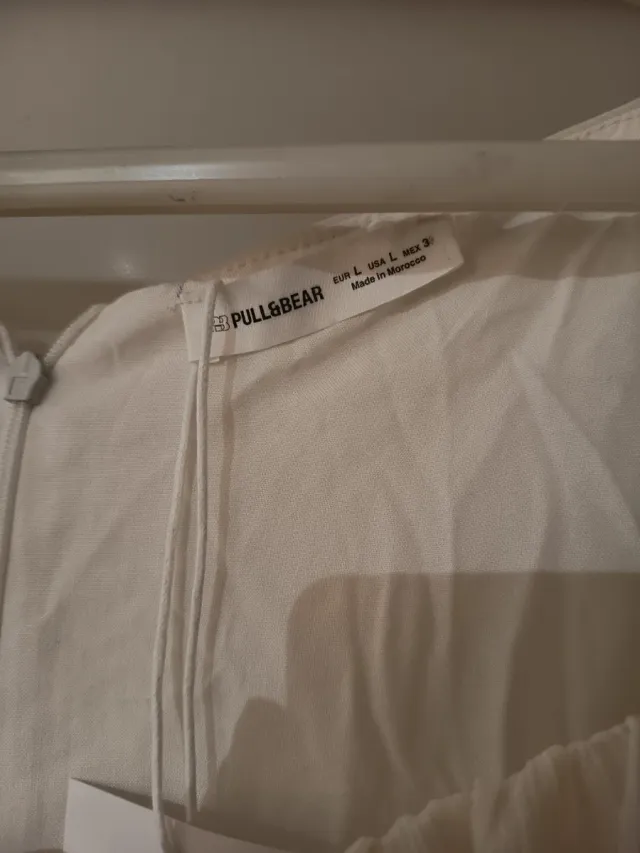 PULL&BEAR
EUR L USA L MEX
Made in Morocco